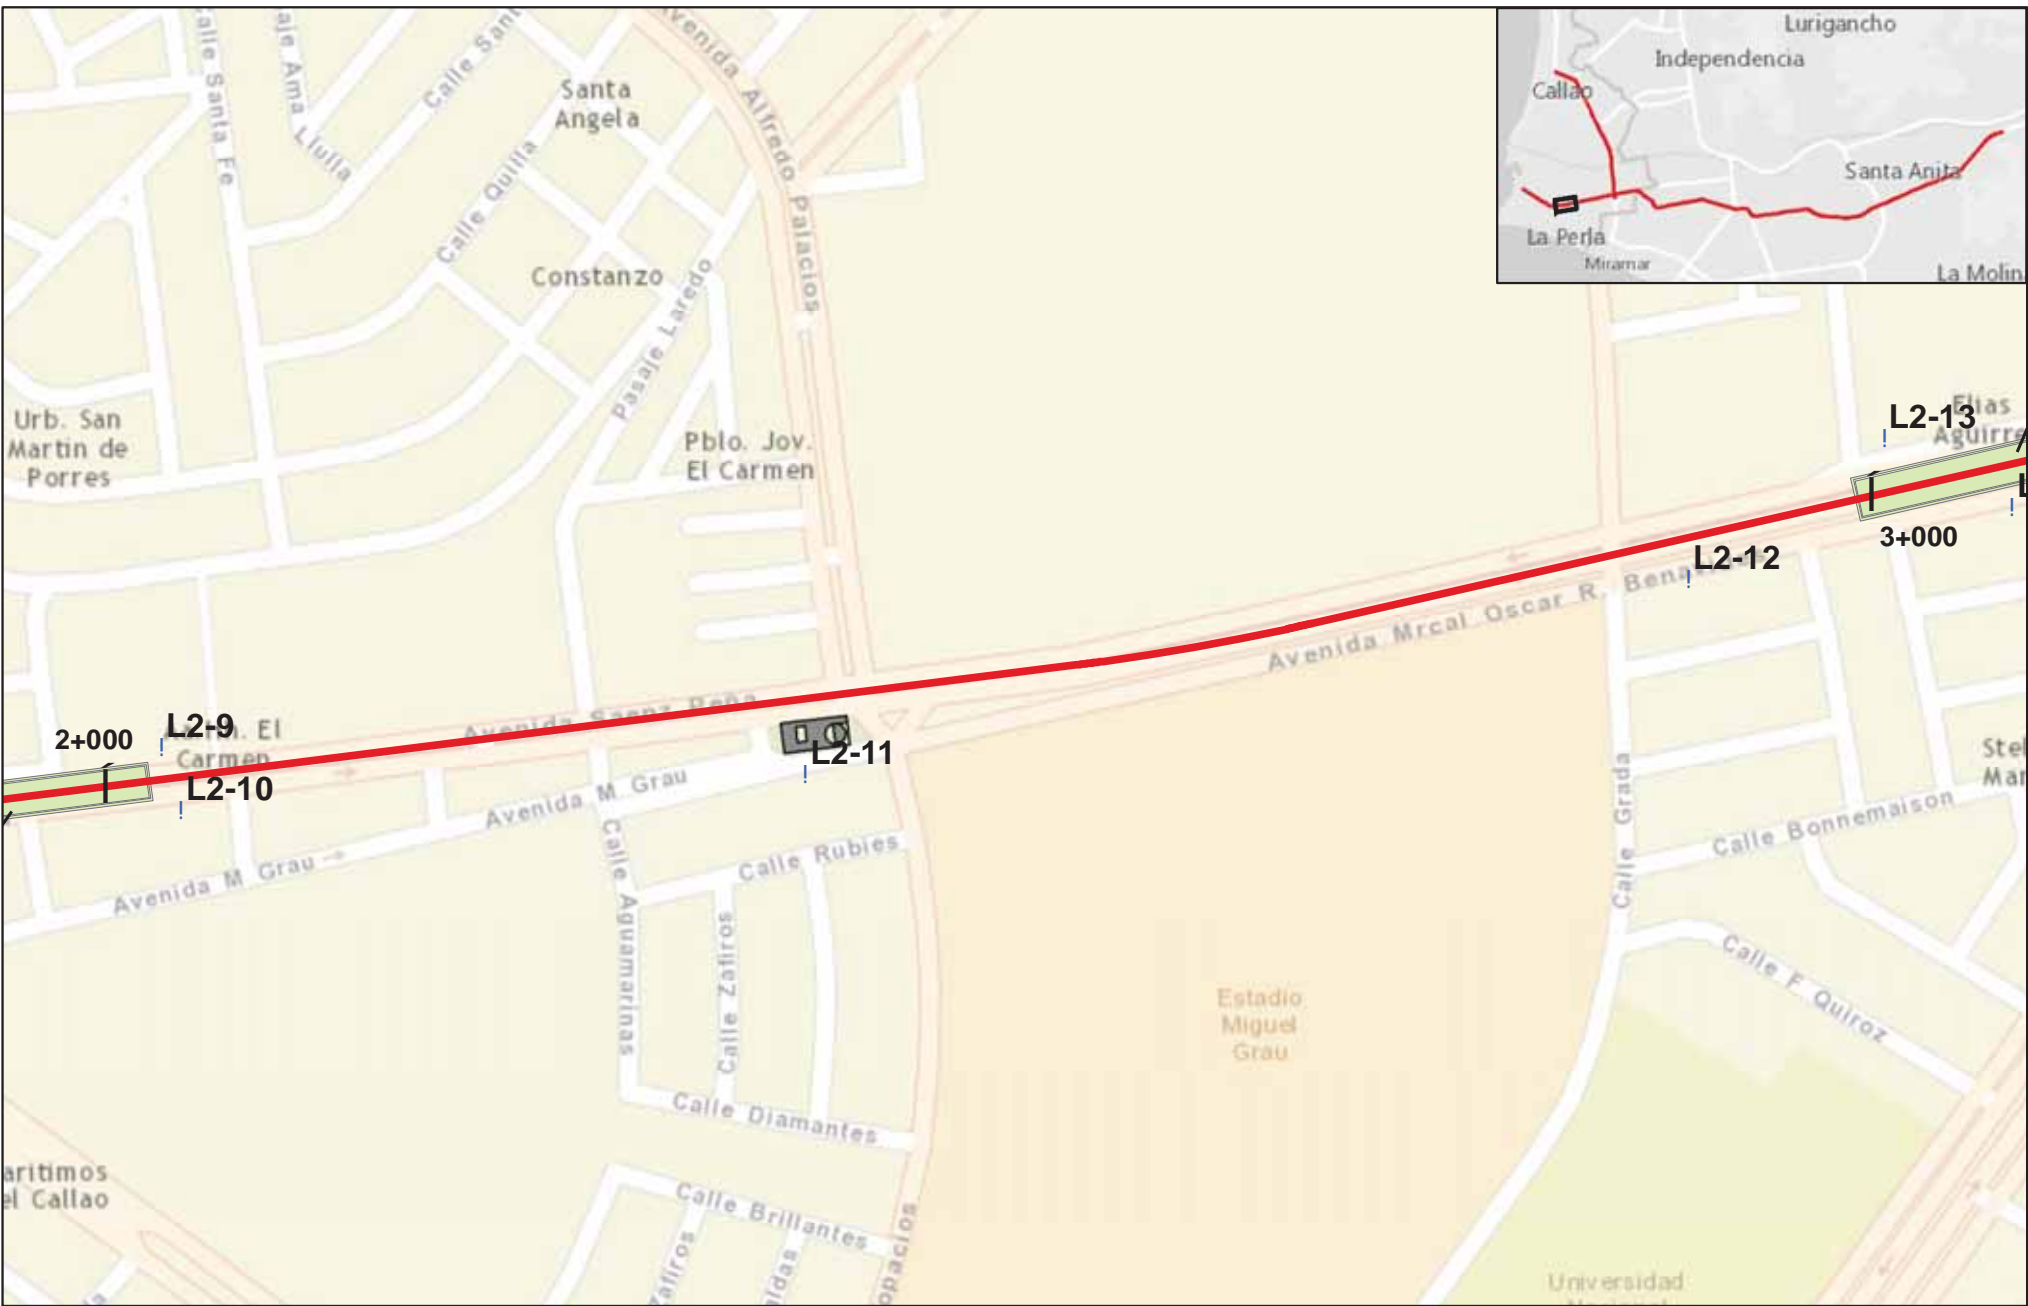 Avenida Alfredo Palacios
Calle Santa Fe
Llulla
Calle Quilla
Santa
Angela
Constanzo
Pasaje Laredo
Urb. San
Martin de
Porres
Pblo. Jov.
El Carmen
Lurigancho
Independencia
Callao
Santa Anita
La Perla
Miramar
La Molin
L2-13
Elias
Aguirre
3+000
L2-12
Avenida Mrcal Oscar R.
Avenida Saenz Peña
2+000
L2-9
El
Carmen
L2-10
L2-11
Avenida M Grau
Avenida M Grau
Calle Aguamarinas
Calle Rubies
Calle Zafiros
Calle Diamantes
Calle Brillantes
Estadio
Miguel
Grau
Calle Grada
Calle Bonnemaison
Calle F Quiroz
el Callao
Universidad